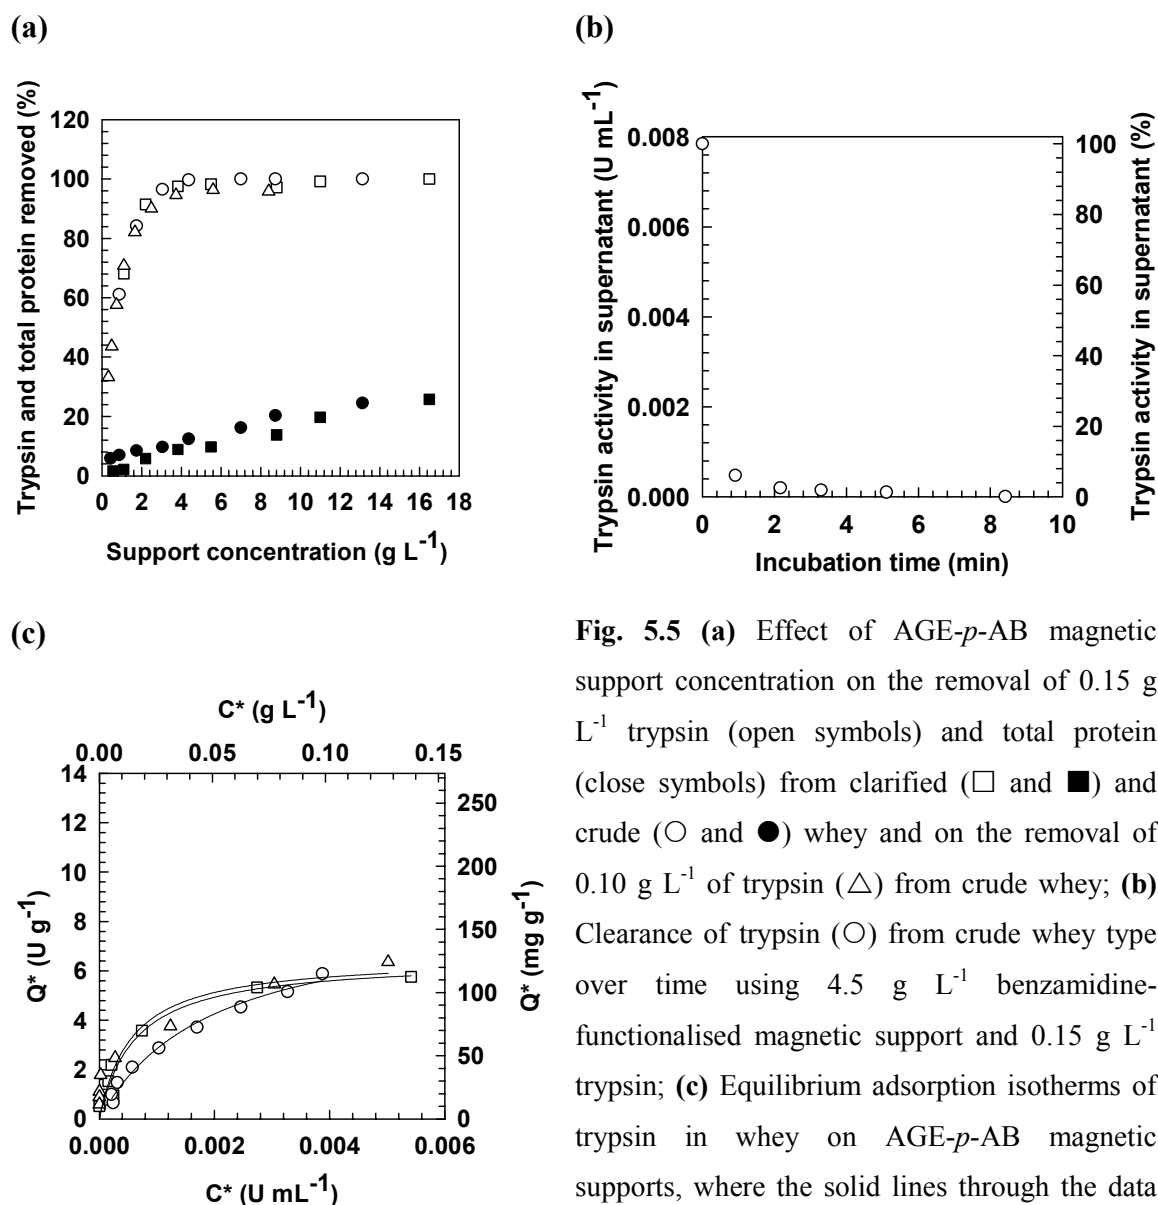 (a)
120
100
80
60
40
20
0
0 2 4 6 8 10 12 14 16 18
Trypsin and total protein removed (%)
Support concentration (g L-1)
(b)
0.008
0.006
0.004
0.002
0.000
0 2 4 6 8 10
100
80
60
40
20
0
Trypsin activity in supernatant (U mL-1)
Trypsin activity in supernatant (%)
Incubation time (min)
(c)
C* (g L-1)
0.00 0.05 0.10 0.15
14
12
10
8
6
4
2
0
250
200
150
100
50
0
Q* (U g-1)
Q* (mg g-1)
0.000 0.002 0.004 0.006
C* (U mL-1)
Fig. 5.5 (a) Effect of AGE-p-AB magnetic
support concentration on the removal of 0.15 g
L-1 trypsin (open symbols) and total protein
(close symbols) from clarified (□ and ■) and
crude (○ and ●) whey and on the removal of
0.10 g L-1 of trypsin (△) from crude whey; (b)
Clearance of trypsin (○) from crude whey type
over time using 4.5 g L-1 benzamidine-
functionalised magnetic support and 0.15 g L-1
trypsin; (c) Equilibrium adsorption isotherms of
trypsin in whey on AGE-p-AB magnetic
supports, where the solid lines through the data